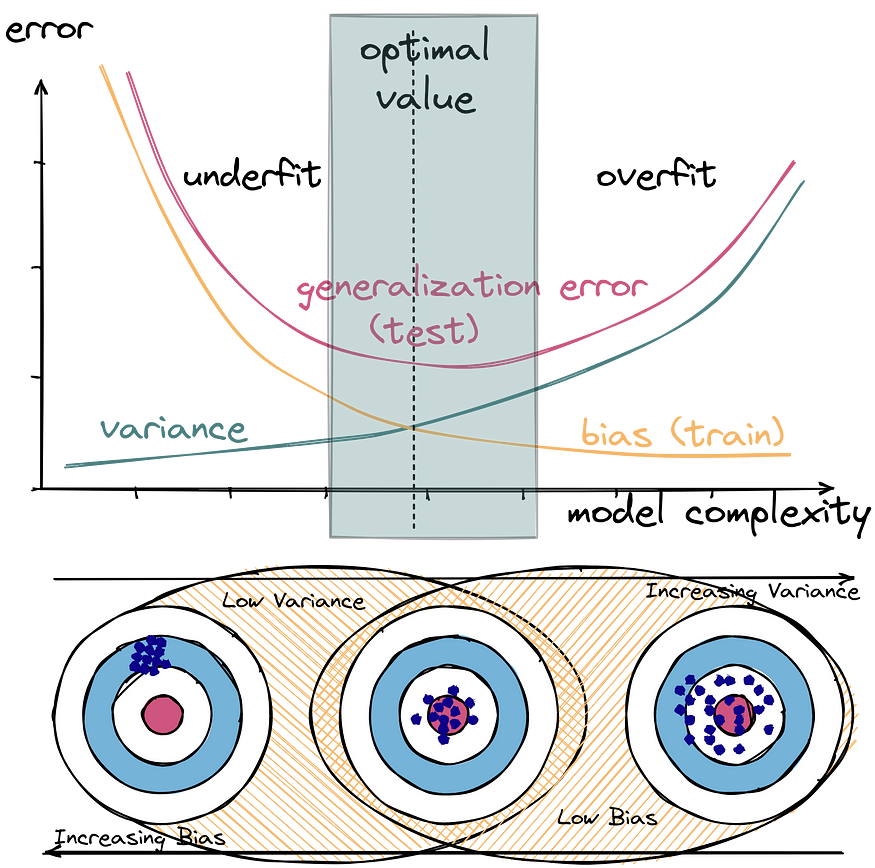 error
optimal
value
underfit
overfit
generalization error
(test)
variance
bias (train)
model complexity
Low Variance
Increasing Variance
Low Bias
Increasing Bias